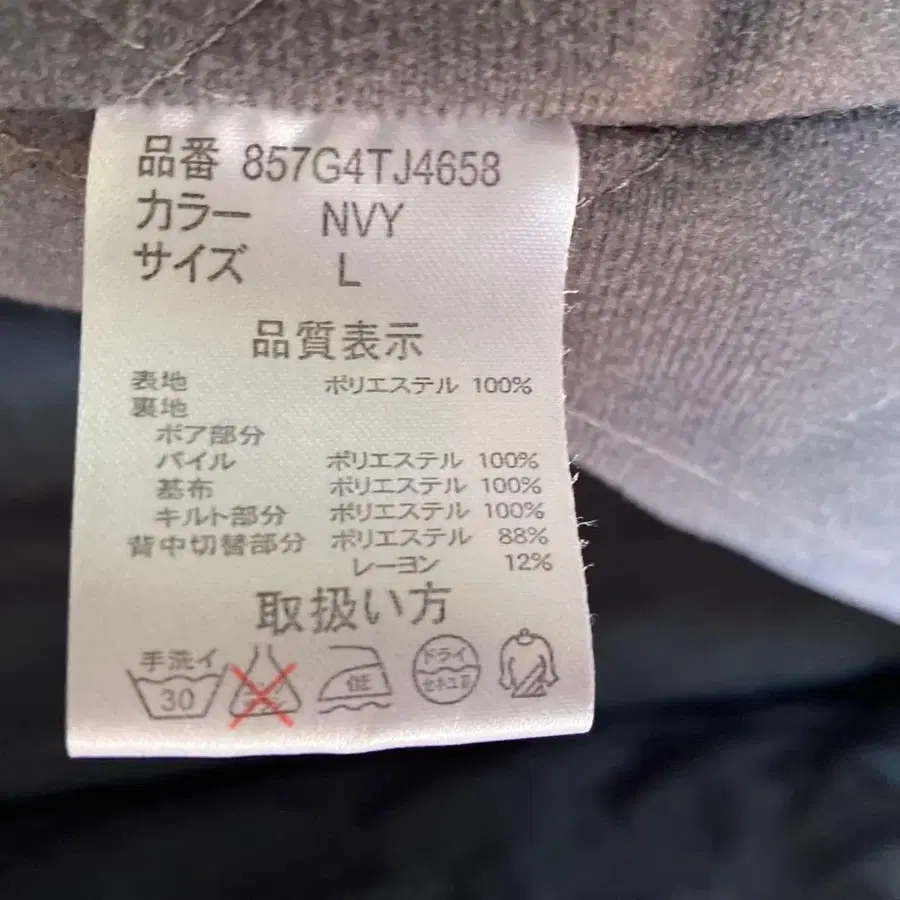 品番 857G4TJ4658
カラー NVY
サイズ L
品質表示
表地 ポリエステル 100%
裏地
ボア部分
パイル ポリエステル 100%
基布 ポリエステル 100%
キルト部分 ポリエステル 100%
背中切替部分 ポリエステル 88%
レーヨン 12%
取扱い方
手洗イ
30
低
ドライ
セキユ系